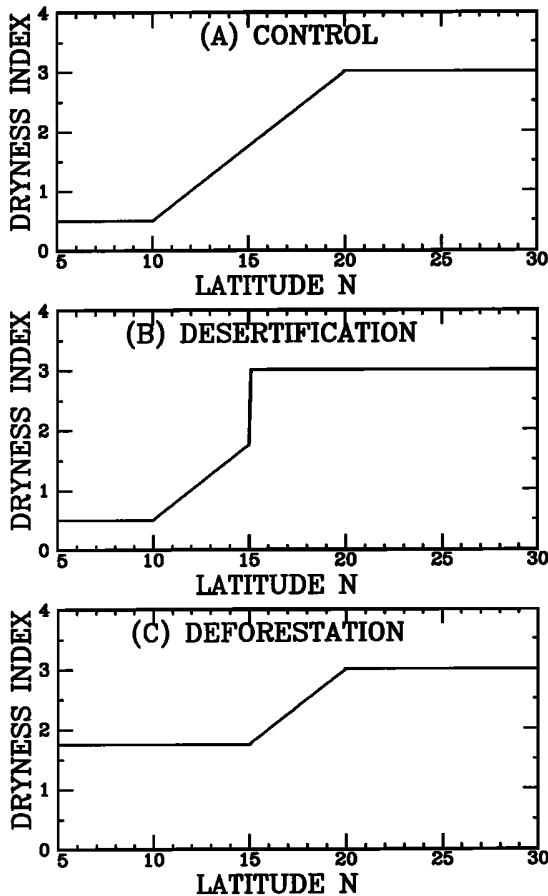 (A) CONTROL
DRYNESS INDEX
4
3
2
1
0
5 10 15 20 25 30
LATITUDE N
(B) DESERTIFICATION
DRYNESS INDEX
4
3
2
1
0
5 10 15 20 25 30
LATITUDE N
(C) DEFORESTATION
DRYNESS INDEX
4
3
2
1
0
5 10 15 20 25 30
LATITUDE N